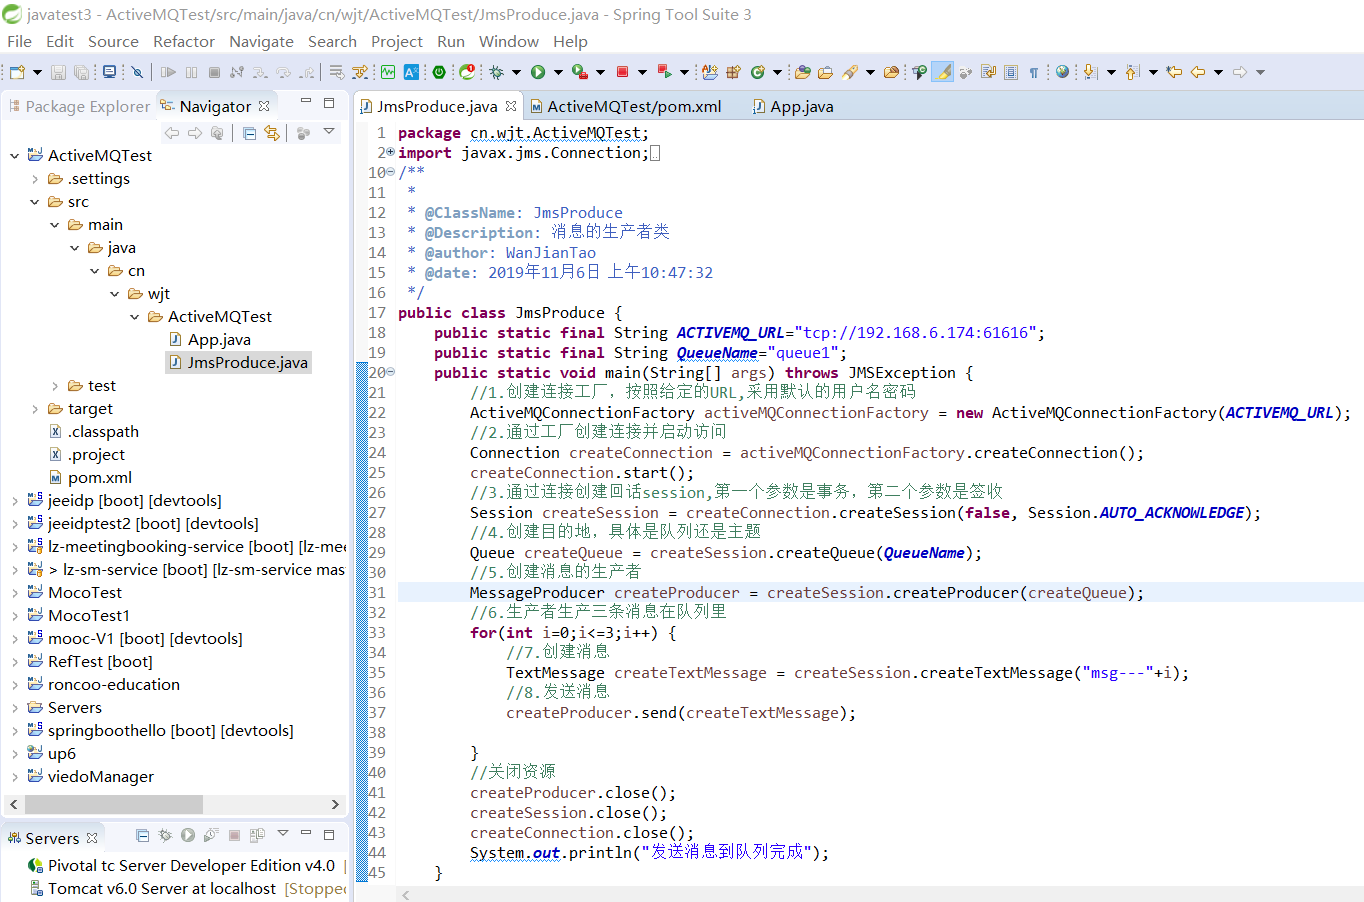 javatest3 - ActiveMQTest/src/main/java/cn/wjt/ActiveMQTest/JmsProduce.java - Spring Tool Suite 3
File Edit Source Refactor Navigate Search Project Run Window Help
Package Explorer Navigator
ActiveMQTest
.settings
src
main
java
cn
wjt
ActiveMQTest
App.java
JmsProduce.java
test
target
.classpath
.project
pom.xml
jeeidp [boot] [devtools]
jeeidptest2 [boot] [devtools]
lz-meetingbooking-service [boot] [lz-mee
> lz-sm-service [boot] [lz-sm-service mas
MocoTest
MocoTest1
mooc-V1 [boot] [devtools]
RefTest [boot]
roncoo-education
Servers
springboothello [boot] [devtools]
up6
viedoManager
Servers
Pivotal tc Server Developer Edition v4.0
Tomcat v6.0 Server at localhost [Stoppe
JmsProduce.java ActiveMQTest/pom.xml App.java
1 package cn.wjt.ActiveMQTest;
2 import javax.jms.Connection;
10 /**
11 *
12 * @ClassName: JmsProduce
13 * @Description: 消息的生产者类
14 * @author: WanJianTao
15 * @date: 2019年11月6日 上午10:47:32
16 */
17 public class JmsProduce {
18 public static final String ACTIVEMQ_URL="tcp://192.168.6.174:61616";
19 public static final String QueueName="queue1";
20 public static void main(String[] args) throws JMSException {
21 //1.创建连接工厂，按照给定的URL,采用默认的用户名密码
22 ActiveMQConnectionFactory activeMQConnectionFactory = new ActiveMQConnectionFactory(ACTIVEMQ_URL);
23 //2.通过工厂创建连接并启动访问
24 Connection createConnection = activeMQConnectionFactory.createConnection();
25 createConnection.start();
26 //3.通过连接创建回话session,第一个参数是事务，第二个参数是签收
27 Session createSession = createConnection.createSession(false, Session.AUTO_ACKNOWLEDGE);
28 //4.创建目的地，具体是队列还是主题
29 Queue createQueue = createSession.createQueue(QueueName);
30 //5.创建消息的生产者
31 MessageProducer createProducer = createSession.createProducer(createQueue);
32 //6.生产者生产三条消息在队列里
33 for(int i=0;i<=3;i++) {
34 //7.创建消息
35 TextMessage createTextMessage = createSession.createTextMessage("msg---"+i);
36 //8.发送消息
37 createProducer.send(createTextMessage);
38
39 }
40 //关闭资源
41 createProducer.close();
42 createSession.close();
43 createConnection.close();
44 System.out.println("发送消息到队列完成");
45 }